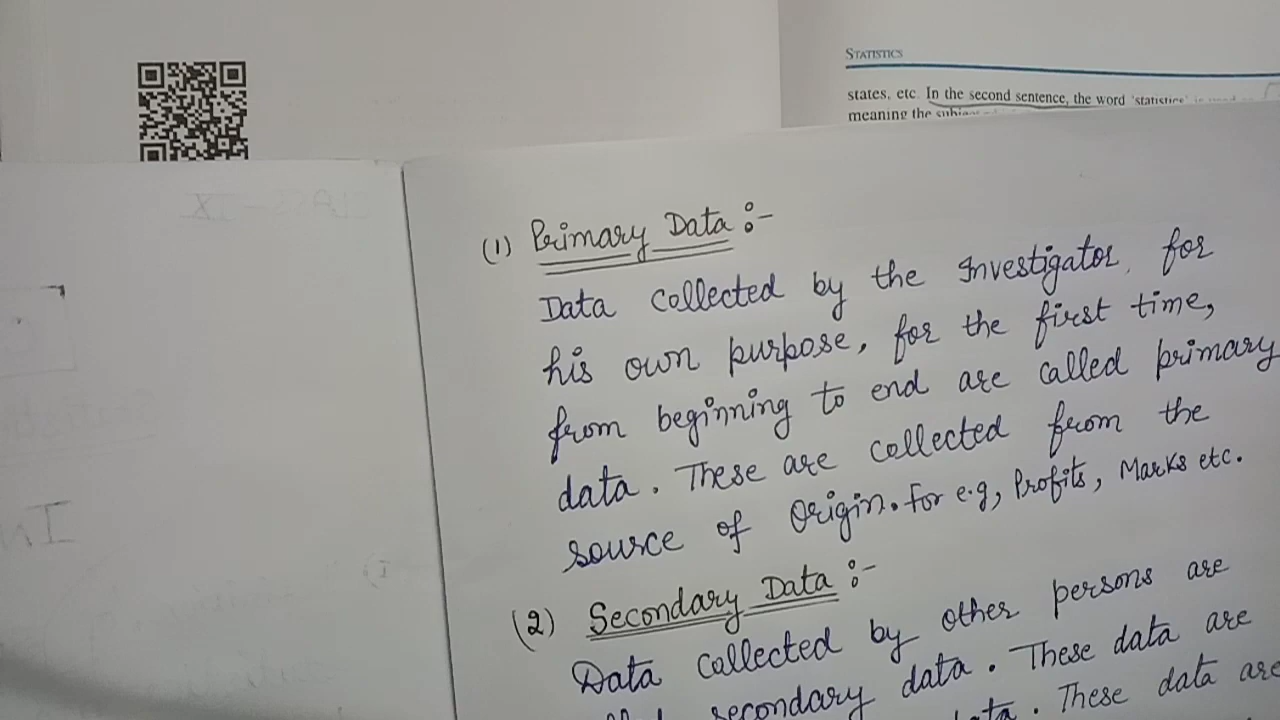 STATISTICS
states, etc. In the second sentence, the word 'statistics'
meaning the
(1) Primary Data :-
Data collected by the Investigator, for
his own purpose, for the first time,
from beginning to end are called primary
data. These are collected from the
source of Origin. For e.g, Profits, Marks etc.
(2) Secondary Data :-
Data collected by other persons are
secondary data. These data are
These data are